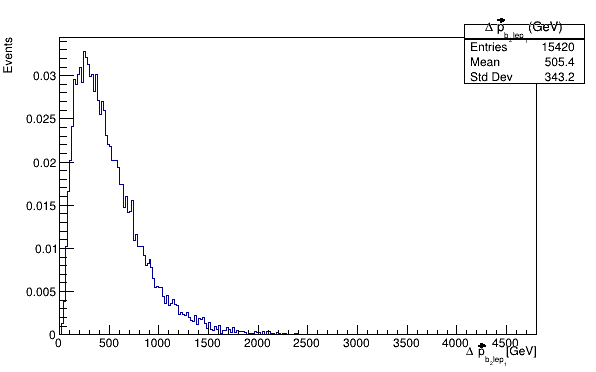 Δ p⃗ b₂lep₁ (GeV)
Entries 15420
Mean 505.4
Std Dev 343.2
Events
0.03
0.025
0.02
0.015
0.01
0.005
0
0 500 1000 1500 2000 2500 3000 3500 4000 4500
Δ p⃗ b₂lep₁ [GeV]